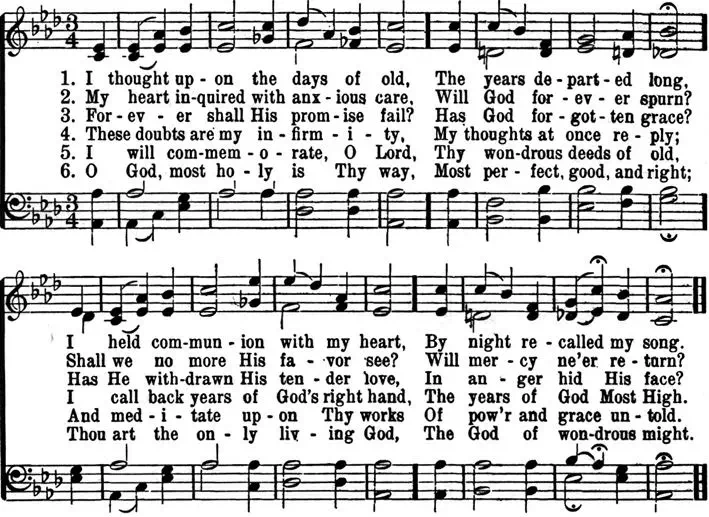 3 4
1. I thought up - on the days of old, The years de - part - ed long,
2. My heart in-quired with anx - ious care, Will God for - ev - er spurn?
3. For-ev - er shall His prom - ise fail? Has God for - got - ten grace?
4. These doubts are my in - firm - i - ty, My thoughts at once re - ply;
5. I will com-mem - o - rate, O Lord, Thy won-drous deeds of old,
6. O God, most ho - ly is Thy way, Most per - fect, good, and right;
3 4
I held com-mun - ion with my heart, By night re - called my song.
Shall we no more His fa - vor see? Will mer - cy ne'er re - turn?
Has He with-drawn His ten - der love, In an - ger hid His face?
I call back years of God's right hand, The years of God Most High.
And med - i - tate up - on Thy works Of pow'r and grace un - told.
Thou art the on - ly liv - ing God, The God of won-drous might.